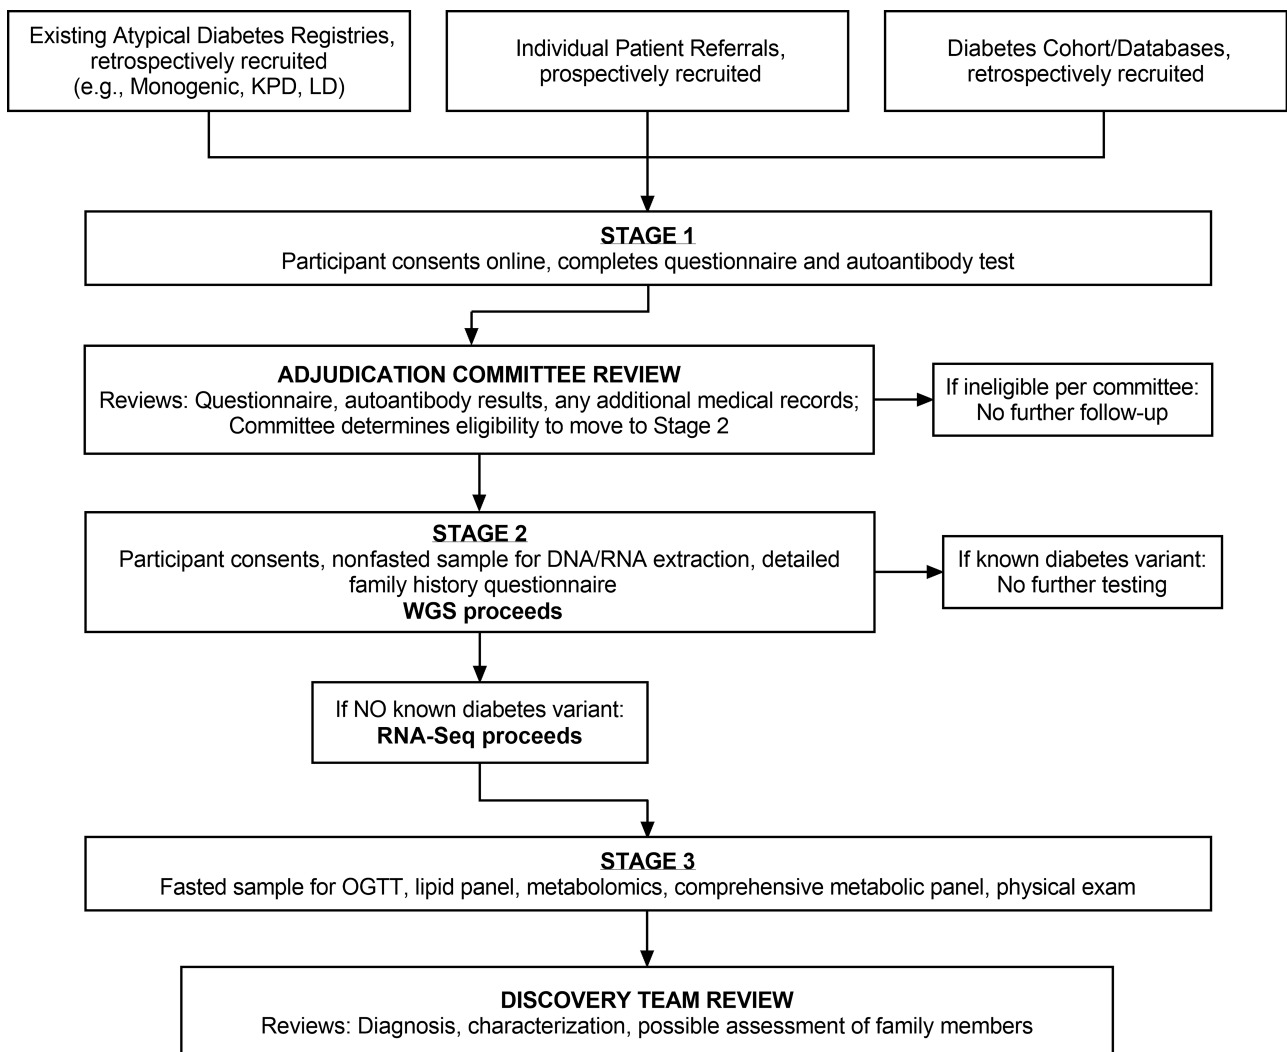 Existing Atypical Diabetes Registries,
retrospectively recruited
(e.g., Monogenic, KPD, LD)
Individual Patient Referrals,
prospectively recruited
Diabetes Cohort/Databases,
retrospectively recruited
STAGE 1
Participant consents online, completes questionnaire and autoantibody test
ADJUDICATION COMMITTEE REVIEW
Reviews: Questionnaire, autoantibody results, any additional medical records;
Committee determines eligibility to move to Stage 2
If ineligible per committee:
No further follow-up
STAGE 2
Participant consents, nonfasted sample for DNA/RNA extraction, detailed
family history questionnaire
WGS proceeds
If known diabetes variant:
No further testing
If NO known diabetes variant:
RNA-Seq proceeds
STAGE 3
Fasted sample for OGTT, lipid panel, metabolomics, comprehensive metabolic panel, physical exam
DISCOVERY TEAM REVIEW
Reviews: Diagnosis, characterization, possible assessment of family members